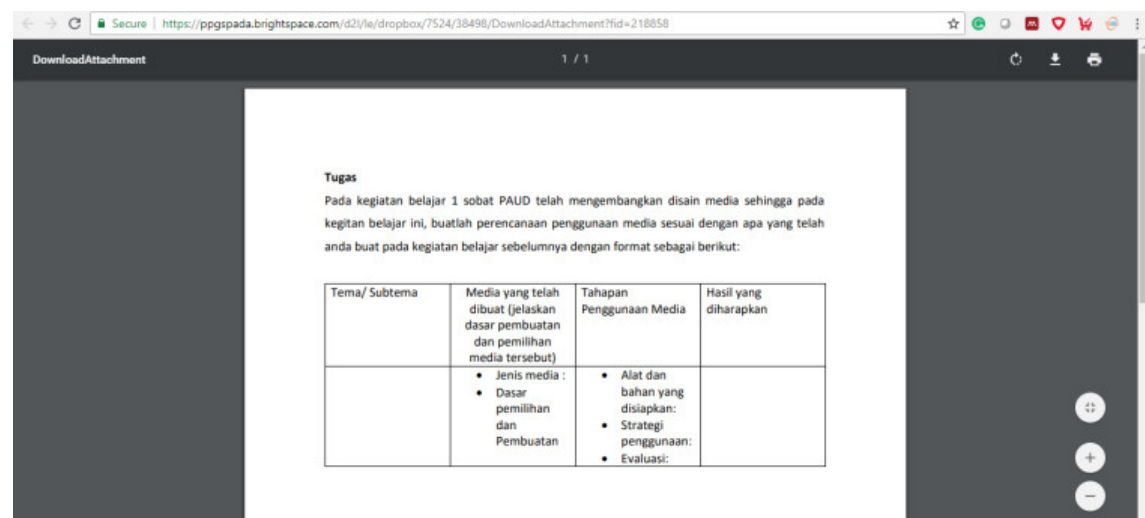 Secure | https://ppgspada.brightspace.com/d2l/le/dropbox/7524/38498/DownloadAttachment?fid=218858
DownloadAttachment
1 / 1
Tugas
Pada kegiatan belajar 1 sobat PAUD telah mengembangkan disain media sehingga pada
kegitan belajar ini, buatlah perencanaan penggunaan media sesuai dengan apa yang telah
anda buat pada kegiatan belajar sebelumnya dengan format sebagai berikut:
Tema/ Subtema
Media yang telah
dibuat (jelaskan
dasar pembuatan
dan pemilihan
media tersebut)
Tahapan
Penggunaan Media
Hasil yang
diharapkan
• Jenis media :
• Dasar
pemilihan
dan
Pembuatan
• Alat dan
bahan yang
disiapkan:
• Strategi
penggunaan:
• Evaluasi: